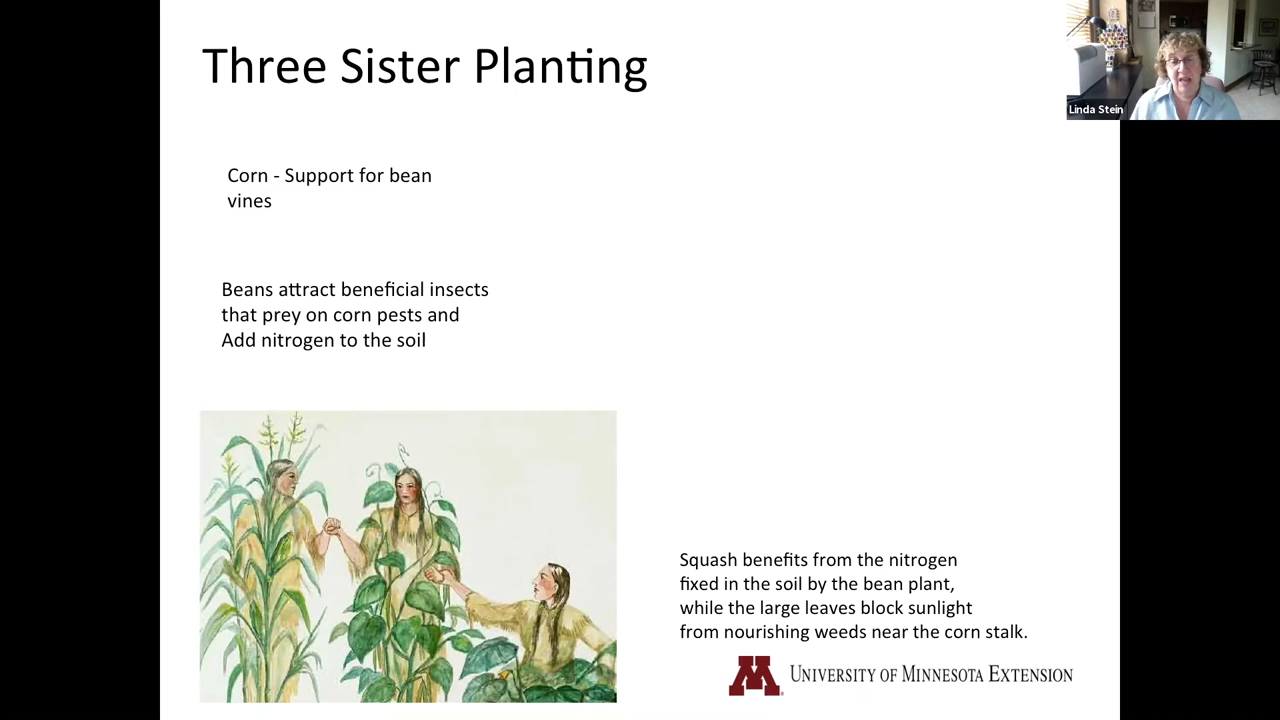 Three Sister Planting
Linda Stein
Corn - Support for bean
vines
Beans attract beneficial insects
that prey on corn pests and
Add nitrogen to the soil
Squash benefits from the nitrogen
fixed in the soil by the bean plant,
while the large leaves block sunlight
from nourishing weeds near the corn stalk.
M University of Minnesota Extension